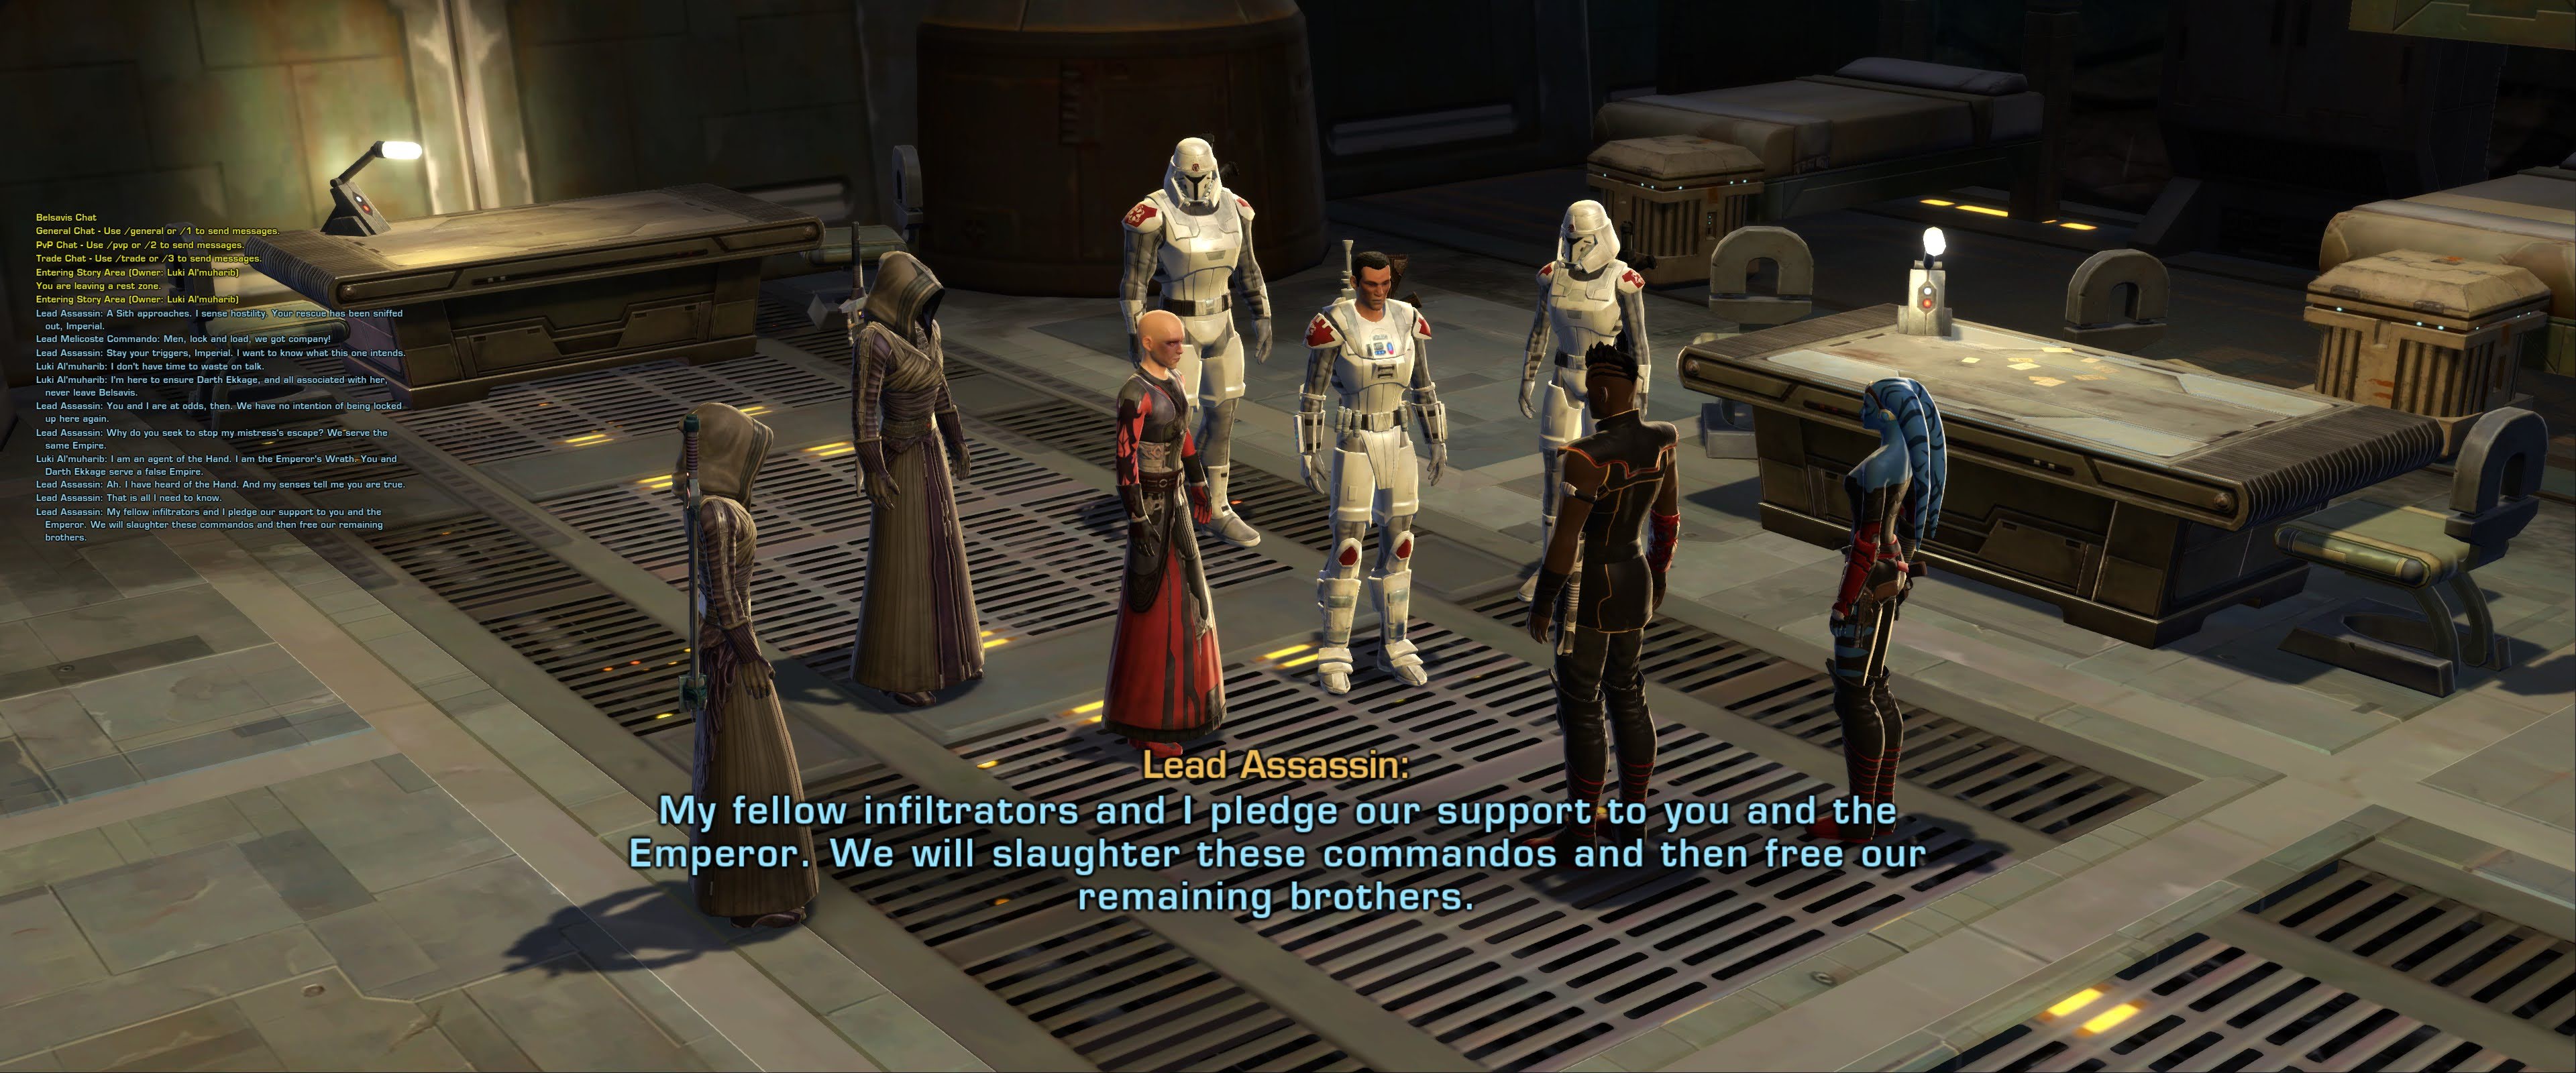 Belsavis Chat
General Chat - Use /general or /1 to send messages.
PvP Chat - Use /pvp or /2 to send messages.
Trade Chat - Use /trade or /3 to send messages.
Entering Story Area (Owner: Luki Al'muharib)
You are leaving a rest zone.
Entering Story Area (Owner: Luki Al'muharib)
Lead Assassin: A Sith approaches. I sense hostility. Your rescue has been sniffed
out, Imperial.
Lead Melicoste Commando: Men, lock and load, we got company!
Lead Assassin: Stay your triggers, Imperial. I want to know what this one intends.
Luki Al'muharib: I don't have time to waste on talk.
Luki Al'muharib: I'm here to ensure Darth Ekkage, and all associated with her,
never leave Belsavis.
Lead Assassin: You and I are at odds, then. We have no intention of being locked
up here again.
Lead Assassin: Why do you seek to stop my mistress's escape? We serve the
same Empire.
Luki Al'muharib: I am an agent of the Hand. I am the Emperor's Wrath. You and
Darth Ekkage serve a false Empire.
Lead Assassin: Ah. I have heard of the Hand. And my senses tell me you are true.
Lead Assassin: That is all I need to know.
Lead Assassin: My fellow infiltrators and I pledge our support to you and the
Emperor. We will slaughter these commandos and then free our remaining
brothers.
Lead Assassin:
My fellow infiltrators and I pledge our support to you and the
Emperor. We will slaughter these commandos and then free our
remaining brothers.